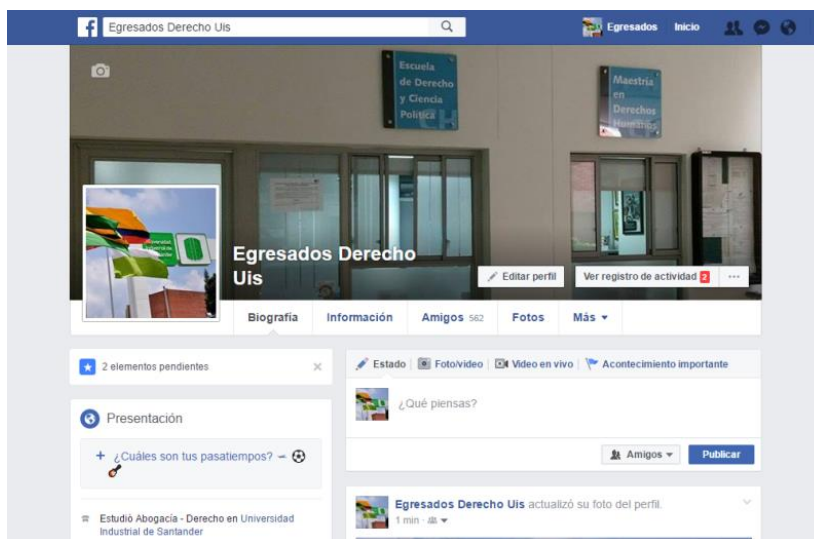 Egresados Derecho Uis
Egresados Inicio
Escuela
de Derecho
y Ciencia
Política
Maestría
en
Derechos
Humanos
Egresados Derecho
Uis
Editar perfil
Ver registro de actividad 2
Biografía Información Amigos 562 Fotos Más
2 elementos pendientes
Estado Foto/video Video en vivo Acontecimiento importante
¿Qué piensas?
Amigos Publicar
Presentación
+ ¿Cuáles son tus pasatiempos?
Estudió Abogacía - Derecho en Universidad
Industrial de Santander
Egresados Derecho Uis actualizó su foto del perfil.
1 min